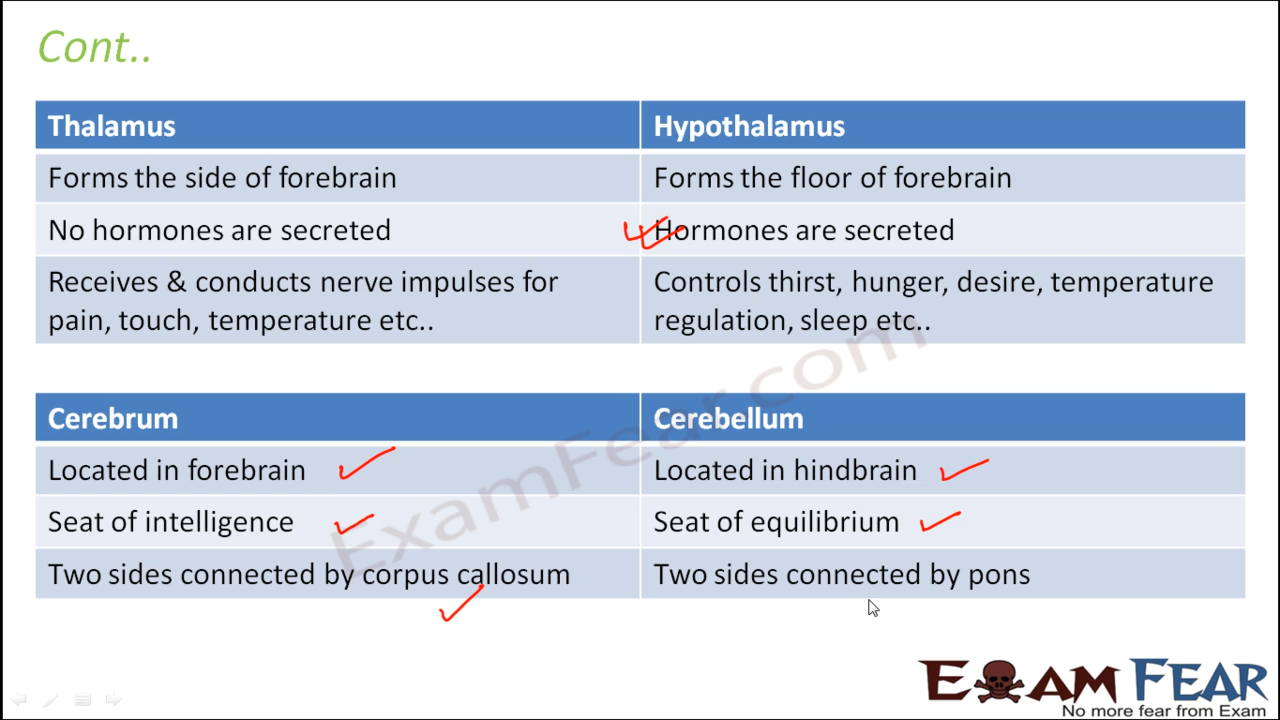 Cont..
Thalamus
Hypothalamus
Forms the side of forebrain
Forms the floor of forebrain
No hormones are secreted
Hormones are secreted
Receives & conducts nerve impulses for
pain, touch, temperature etc..
Controls thirst, hunger, desire, temperature
regulation, sleep etc..
Cerebrum
Cerebellum
Located in forebrain
Located in hindbrain
Seat of intelligence
Seat of equilibrium
Two sides connected by corpus callosum
Two sides connected by pons
ExamFear.com
EXAM FEAR
No more fear from Exam